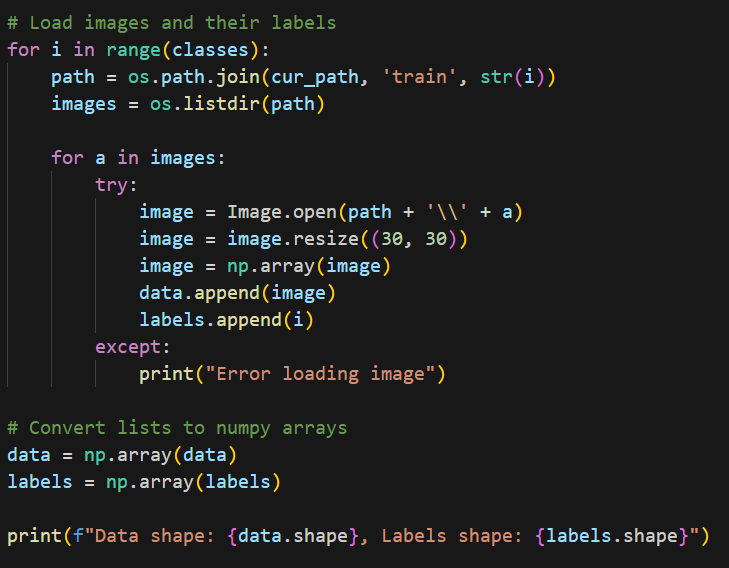 # Load images and their labels
for i in range(classes):
    path = os.path.join(cur_path, 'train', str(i))
    images = os.listdir(path)

    for a in images:
        try:
            image = Image.open(path + '\\' + a)
            image = image.resize((30, 30))
            image = np.array(image)
            data.append(image)
            labels.append(i)
        except:
            print("Error loading image")

# Convert lists to numpy arrays
data = np.array(data)
labels = np.array(labels)

print(f"Data shape: {data.shape}, Labels shape: {labels.shape}")